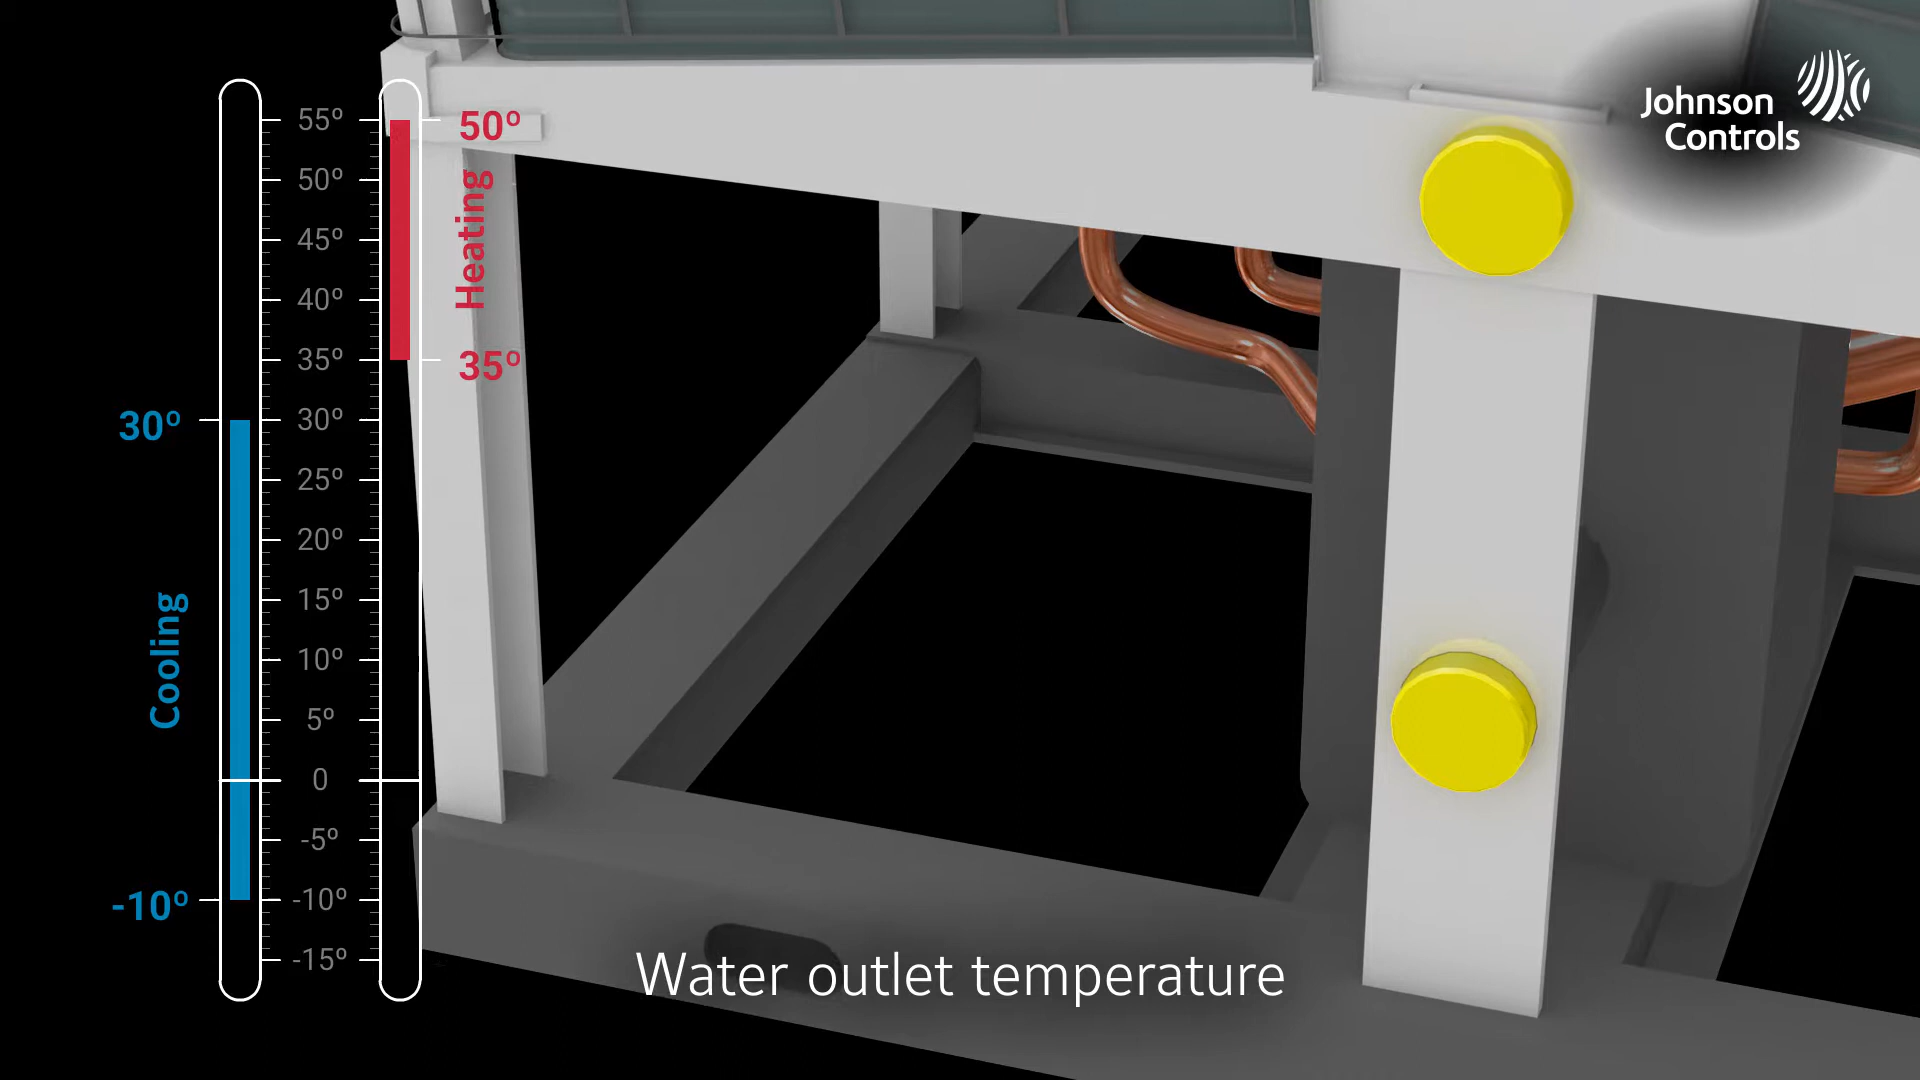 Johnson
Controls
55º
50º
45º
40º
35º
30º
25º
20º
15º
10º
5º
0
-5º
-10º
-15º
50º
Heating
35º
30º
Cooling
-10º
Water outlet temperature